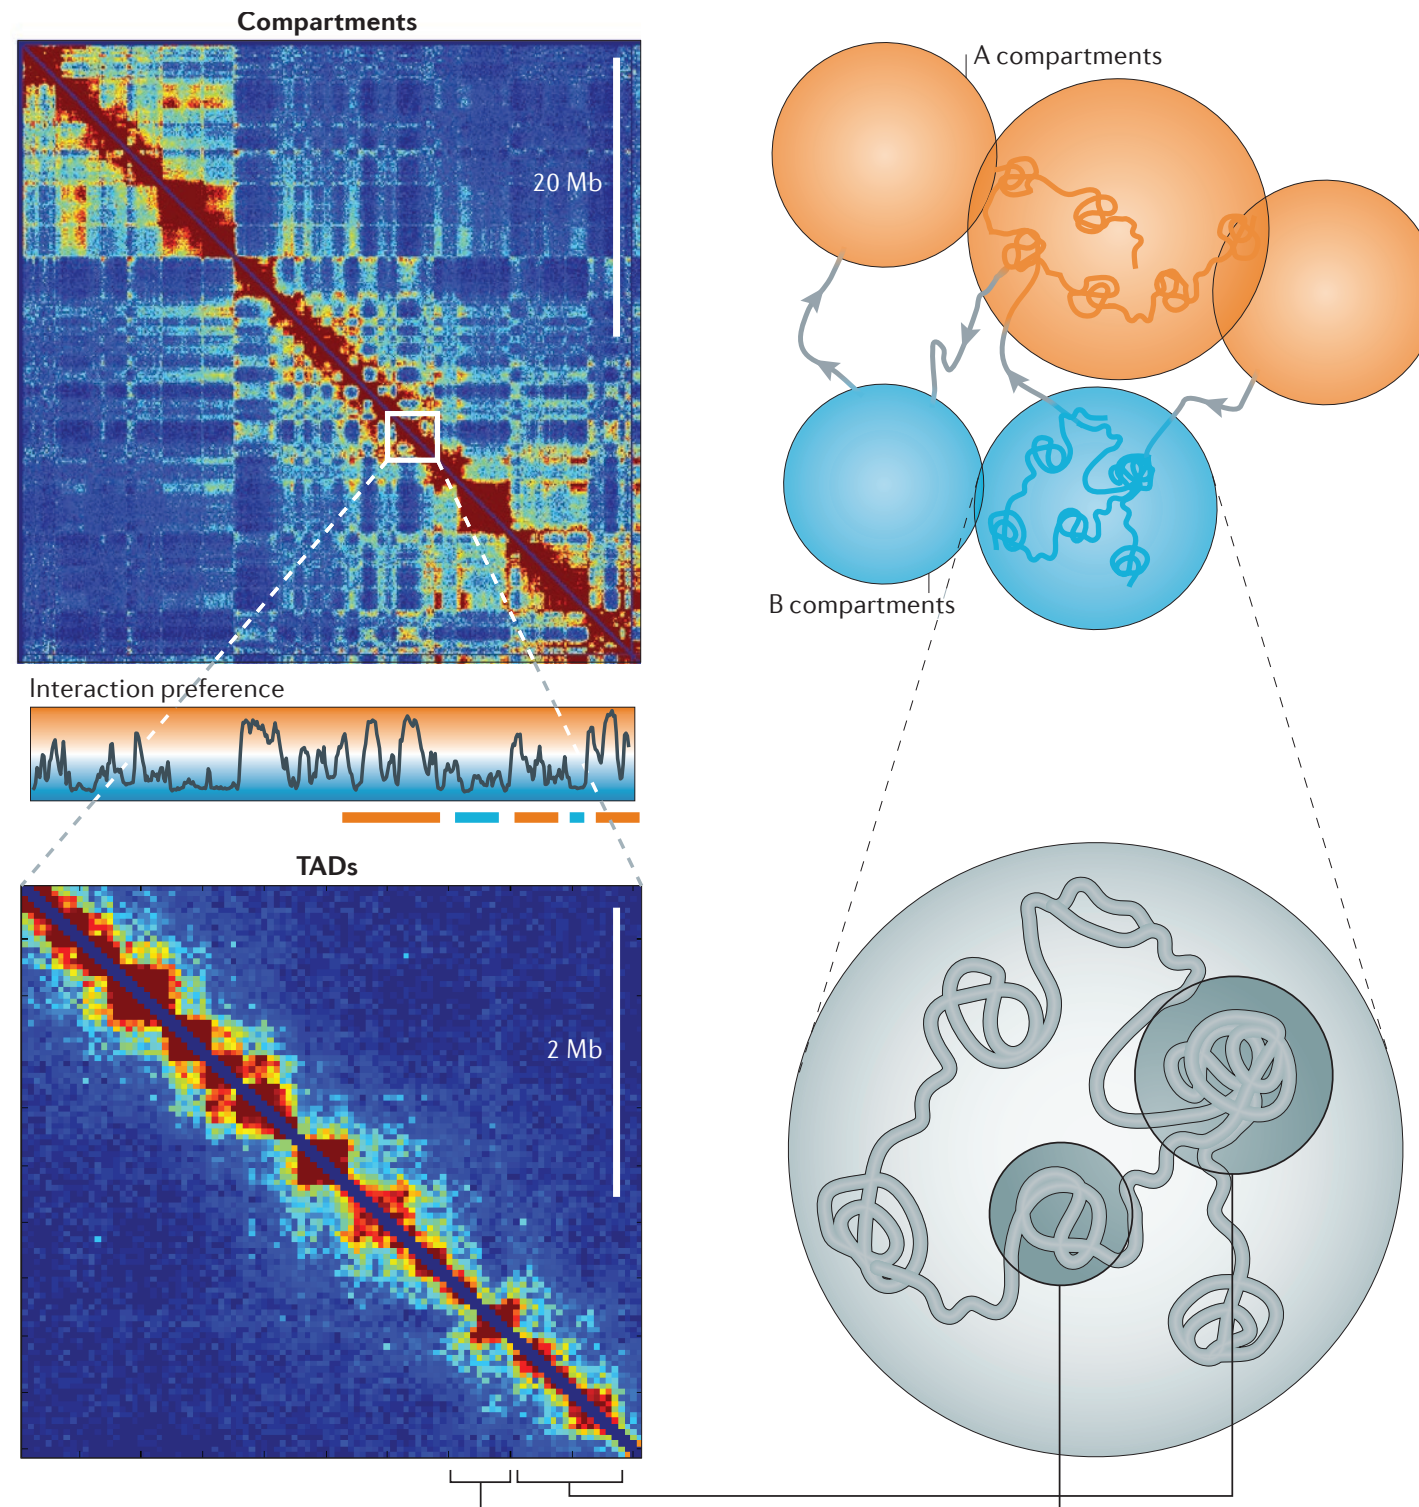 Compartments
A compartments
20 Mb
B compartments
Interaction preference
TADs
2 Mb